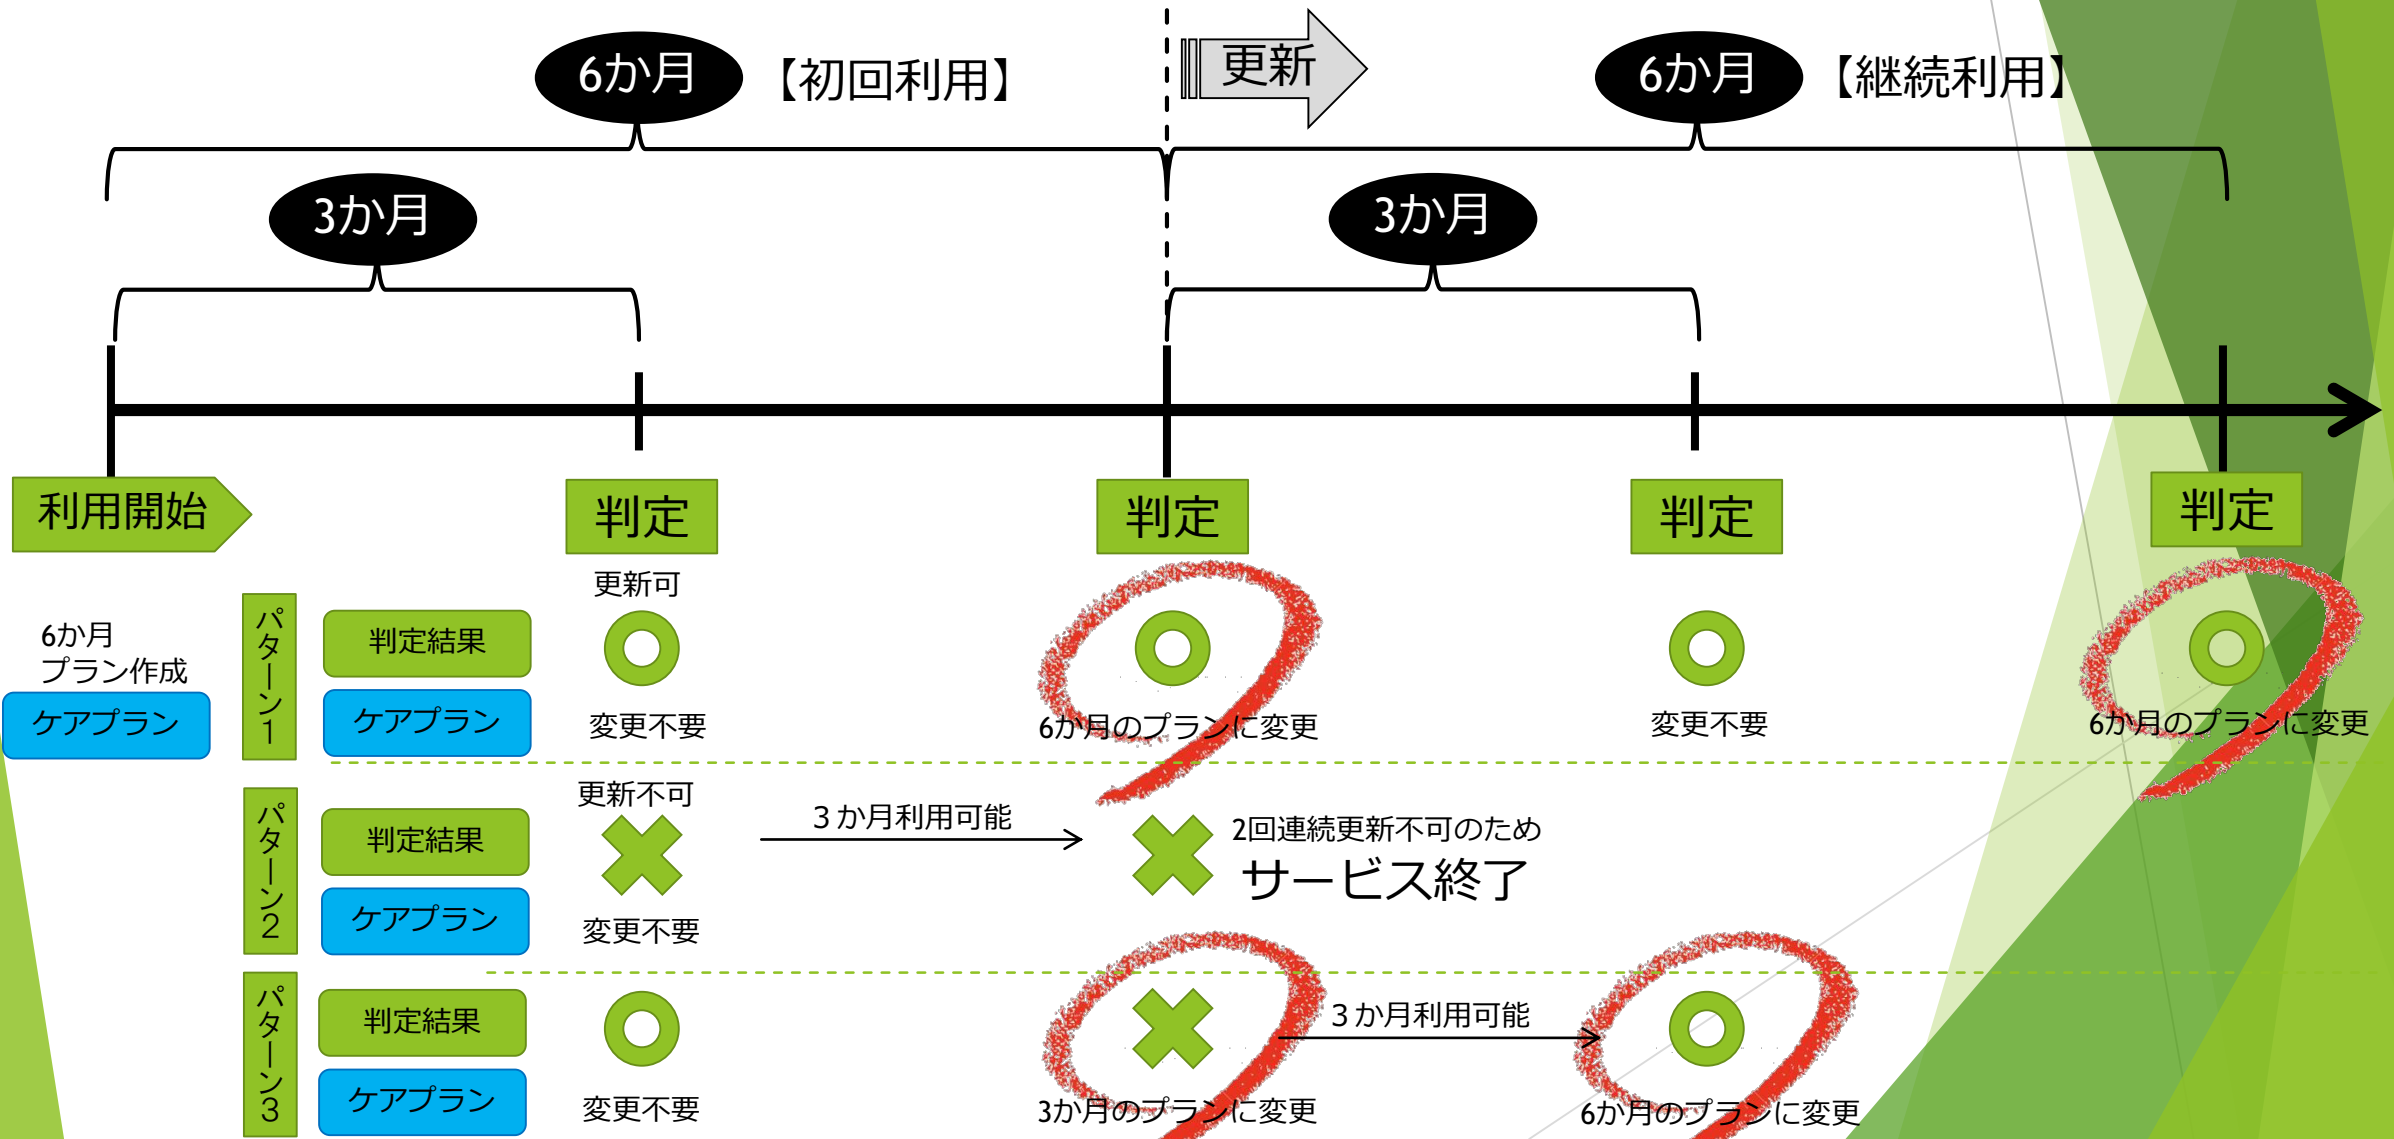 6か月
【初回利用】
更新
6か月
【継続利用】
3か月
3か月
利用開始
判定
判定
判定
判定
6か月
プラン作成
ケアプラン
パターン1
判定結果
ケアプラン
更新可
変更不要
6か月のプランに変更
変更不要
6か月のプランに変更
パターン2
判定結果
ケアプラン
更新不可
変更不要
３か月利用可能
2回連続更新不可のため
サービス終了
パターン3
判定結果
ケアプラン
変更不要
3か月のプランに変更
３か月利用可能
6か月のプランに変更